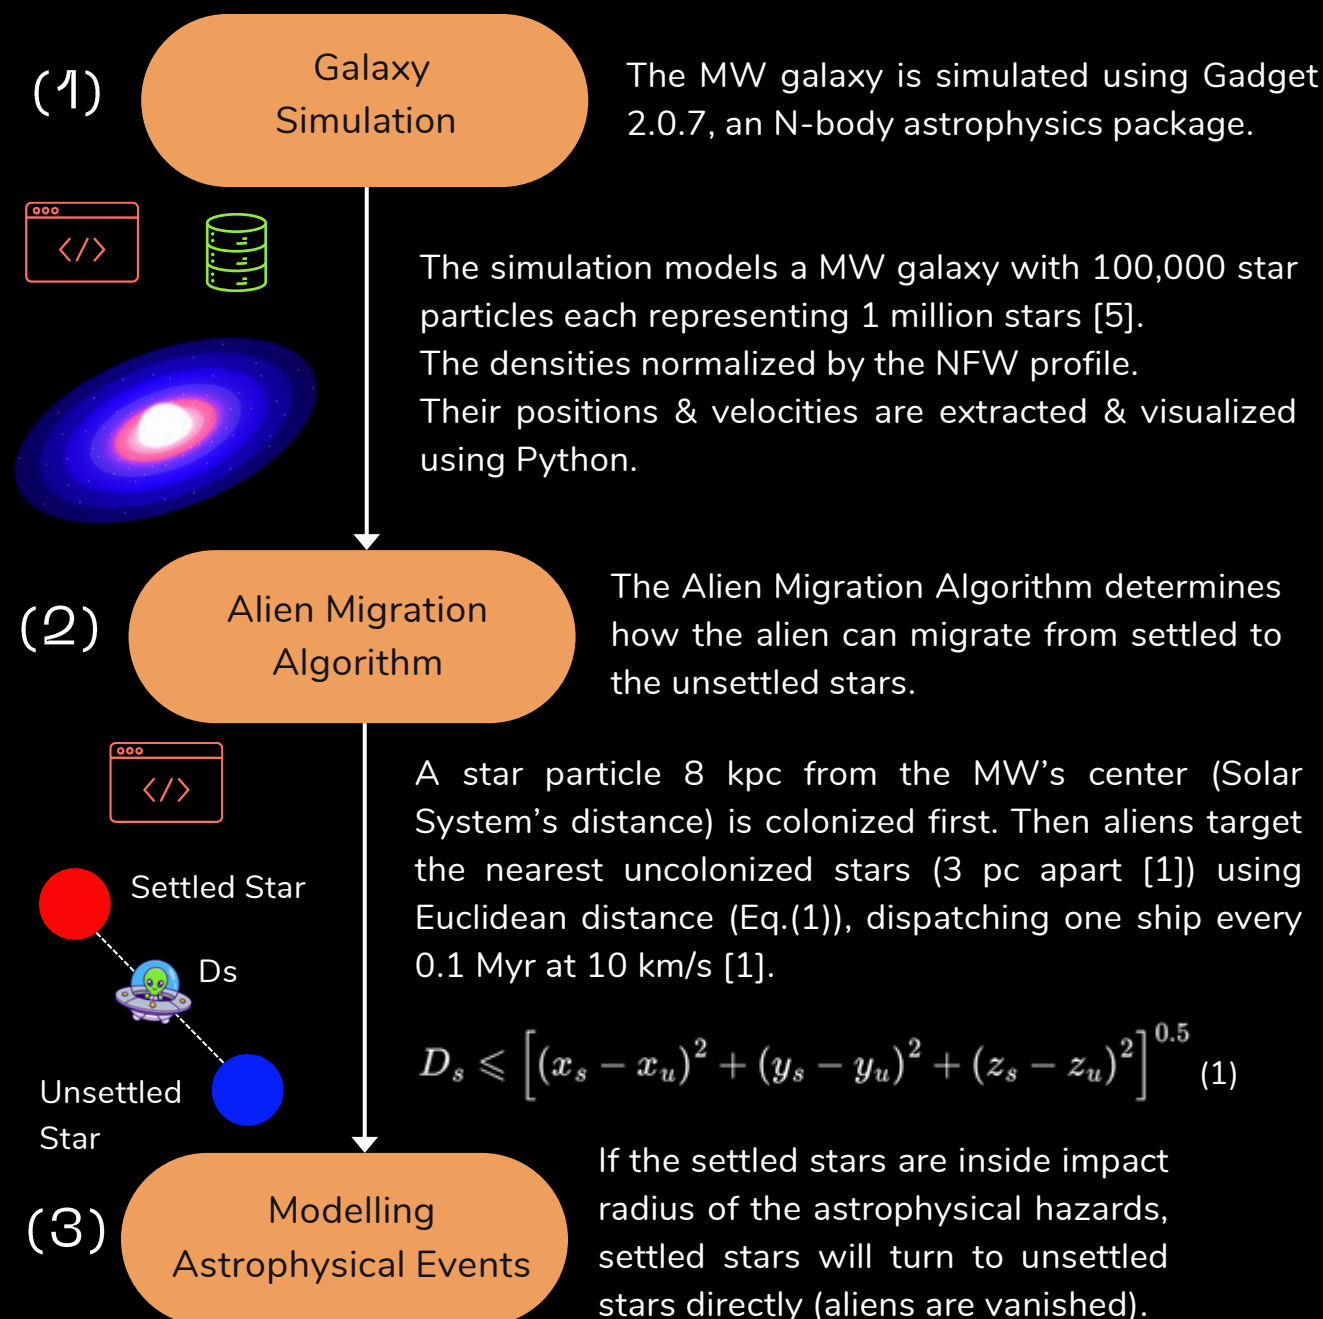 (1)
Galaxy
Simulation
The MW galaxy is simulated using Gadget
2.0.7, an N-body astrophysics package.
</>
The simulation models a MW galaxy with 100,000 star
particles each representing 1 million stars [5].
The densities normalized by the NFW profile.
Their positions & velocities are extracted & visualized
using Python.
(2)
Alien Migration
Algorithm
The Alien Migration Algorithm determines
how the alien can migrate from settled to
the unsettled stars.
</>
A star particle 8 kpc from the MW's center (Solar
System's distance) is colonized first. Then aliens target
the nearest uncolonized stars (3 pc apart [1]) using
Euclidean distance (Eq.(1)), dispatching one ship every
0.1 Myr at 10 km/s [1].
Settled Star
Ds
Unsettled
Star
D_s ⩽ [(x_s − x_u)^2 + (y_s − y_u)^2 + (z_s − z_u)^2]^0.5 (1)
(3)
Modelling
Astrophysical Events
If the settled stars are inside impact
radius of the astrophysical hazards,
settled stars will turn to unsettled
stars directly (aliens are vanished).